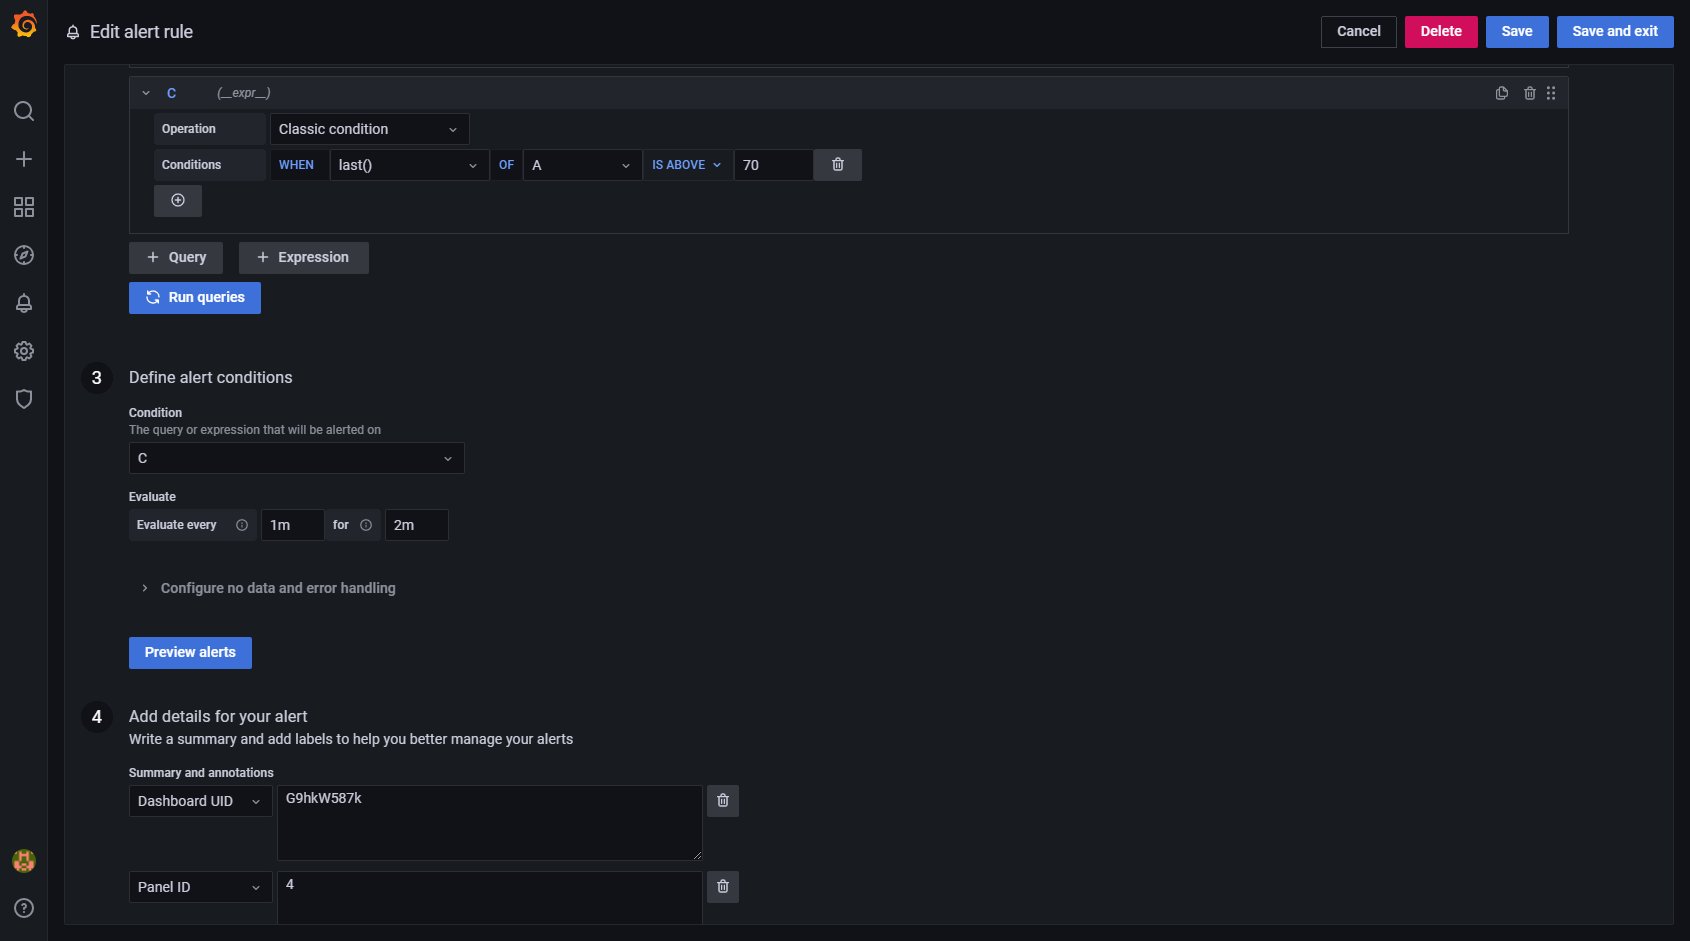 Edit alert rule
Cancel Delete Save Save and exit
C (__expr__)
Operation Classic condition
Conditions WHEN last() OF A IS ABOVE 70
Query Expression
Run queries
3 Define alert conditions
Condition
The query or expression that will be alerted on
C
Evaluate
Evaluate every 1m for 2m
Configure no data and error handling
Preview alerts
4 Add details for your alert
Write a summary and add labels to help you better manage your alerts
Summary and annotations
Dashboard UID G9hkW587k
Panel ID 4